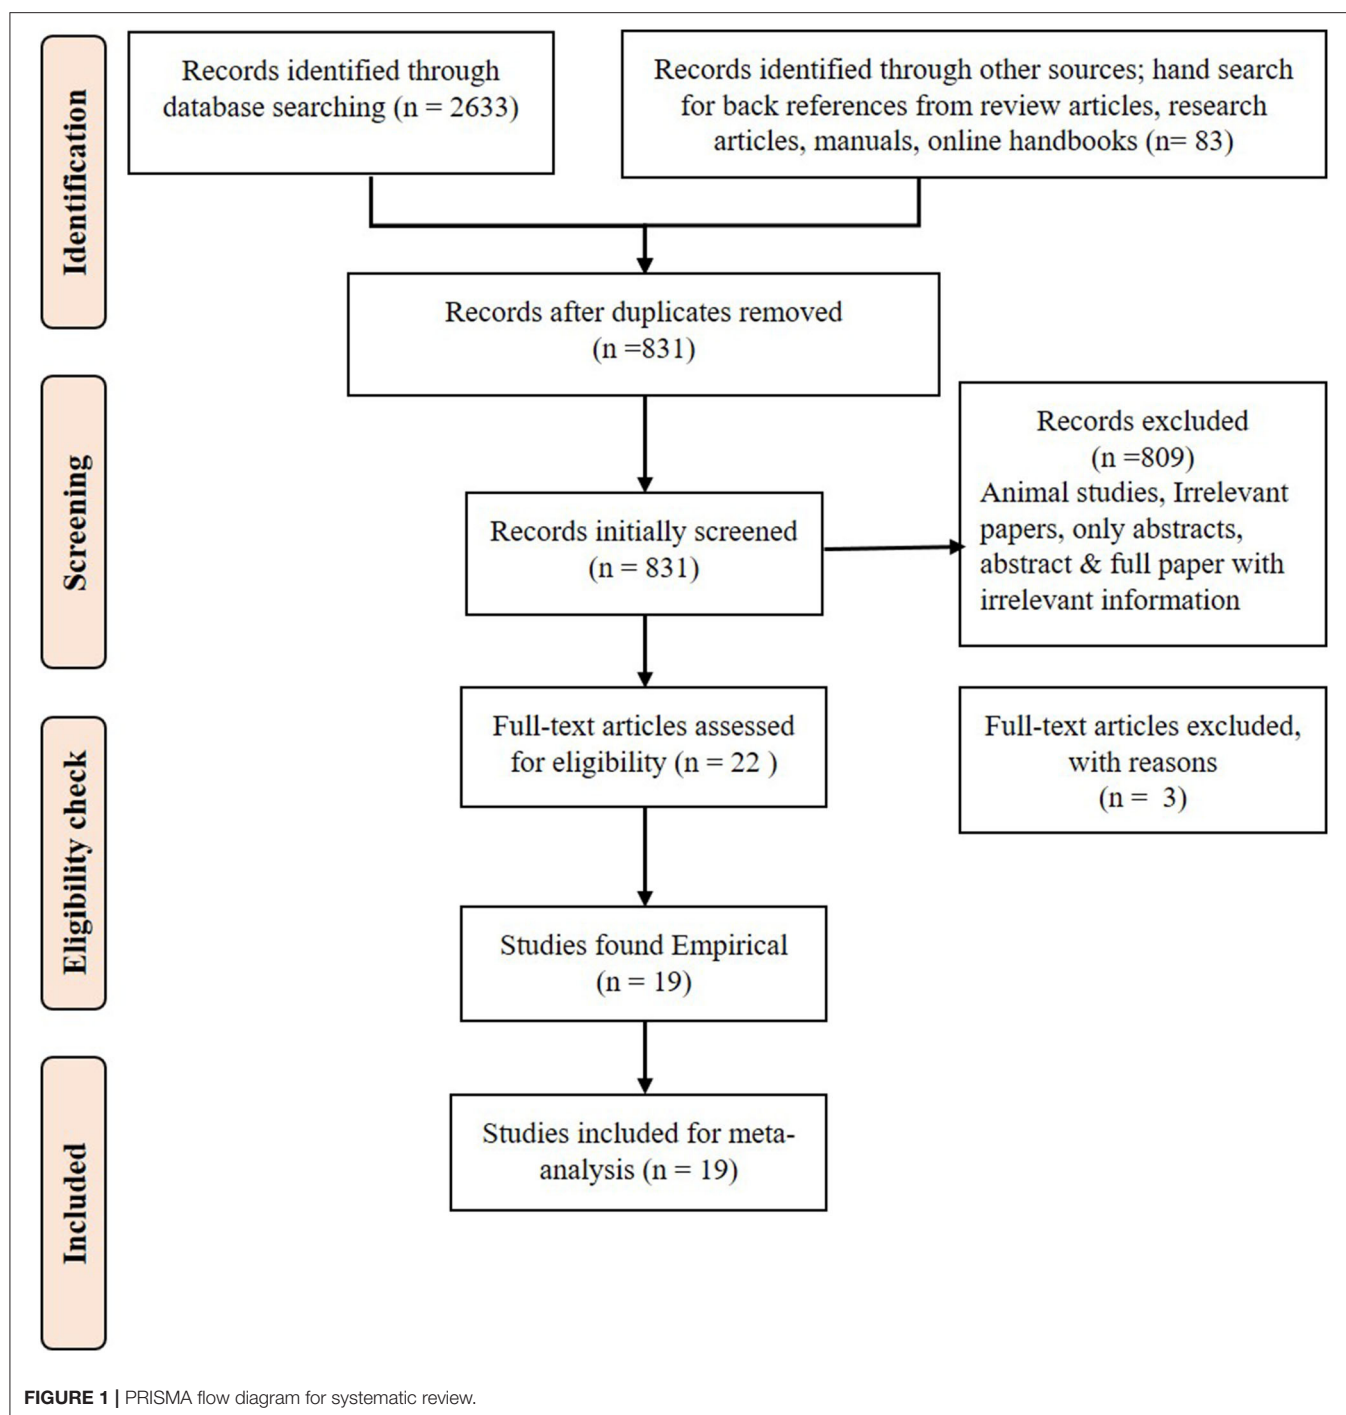 Identification
Records identified through
database searching (n = 2633)
Records identified through other sources; hand search
for back references from review articles, research
articles, manuals, online handbooks (n= 83)
Records after duplicates removed
(n =831)
Screening
Records initially screened
(n = 831)
Records excluded
(n =809)
Animal studies, Irrelevant
papers, only abstracts,
abstract & full paper with
irrelevant information
Eligibility check
Full-text articles assessed
for eligibility (n = 22 )
Full-text articles excluded,
with reasons
(n =  3)
Studies found Empirical
(n = 19)
Included
Studies included for meta-
analysis (n = 19)
FIGURE 1 | PRISMA flow diagram for systematic review.